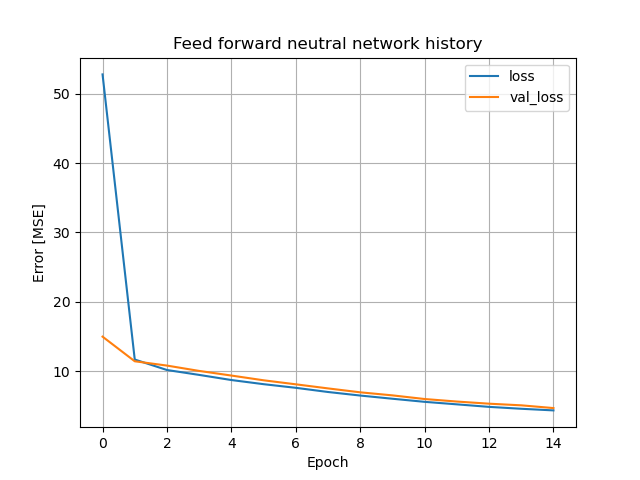 Feed forward neutral network history
loss
val_loss
Error [MSE]
50
40
30
20
10
0 2 4 6 8 10 12 14
Epoch